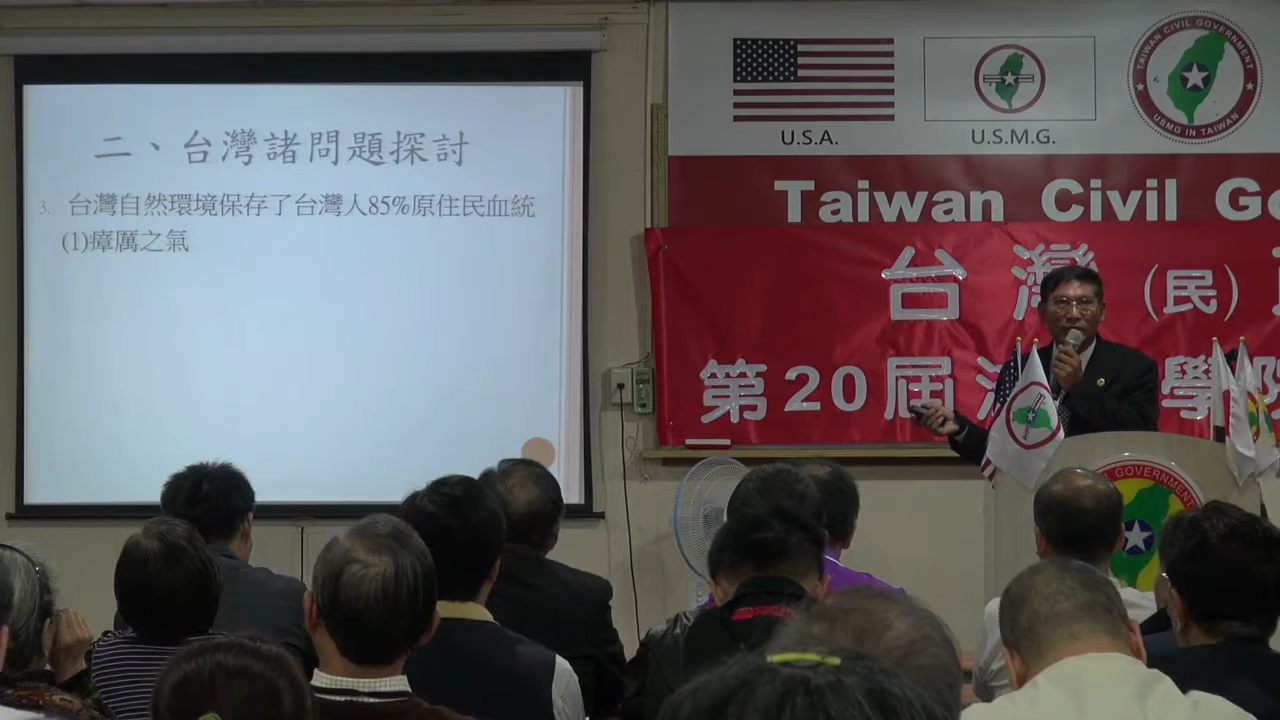 二、台灣諸問題探討
3. 台灣自然環境保存了台灣人85%原住民血統
(1)瘴厲之氣
U.S.A.
U.S.M.G.
TAIWAN CIVIL GOVERNMENT
USMG IN TAIWAN
Taiwan Civil Go
台灣(民)
第20屆
學
GOVERNMENT